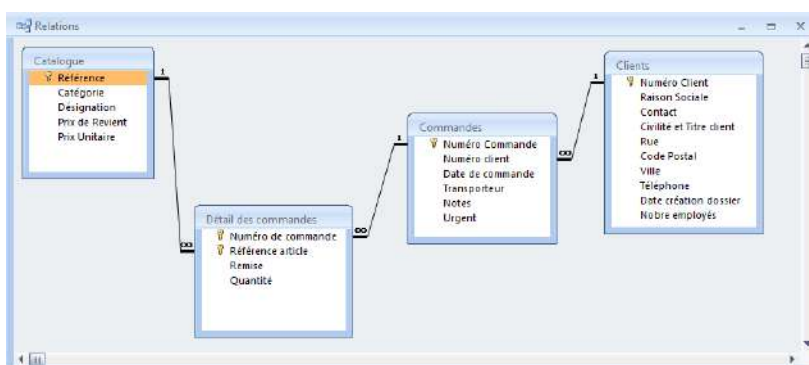 Relations
Catalogue
Référence
Catégorie
Désignation
Prix de Revient
Prix Unitaire
1
∞
Détail des commandes
Numéro de commande
Référence article
Remise
Quantité
∞
1
Commandes
Numéro Commande
Numéro client
Date de commande
Transporteur
Notes
Urgent
∞
1
Clients
Numéro Client
Raison Sociale
Contact
Civilité et Titre client
Rue
Code Postal
Ville
Téléphone
Date création dossier
Nobre employés